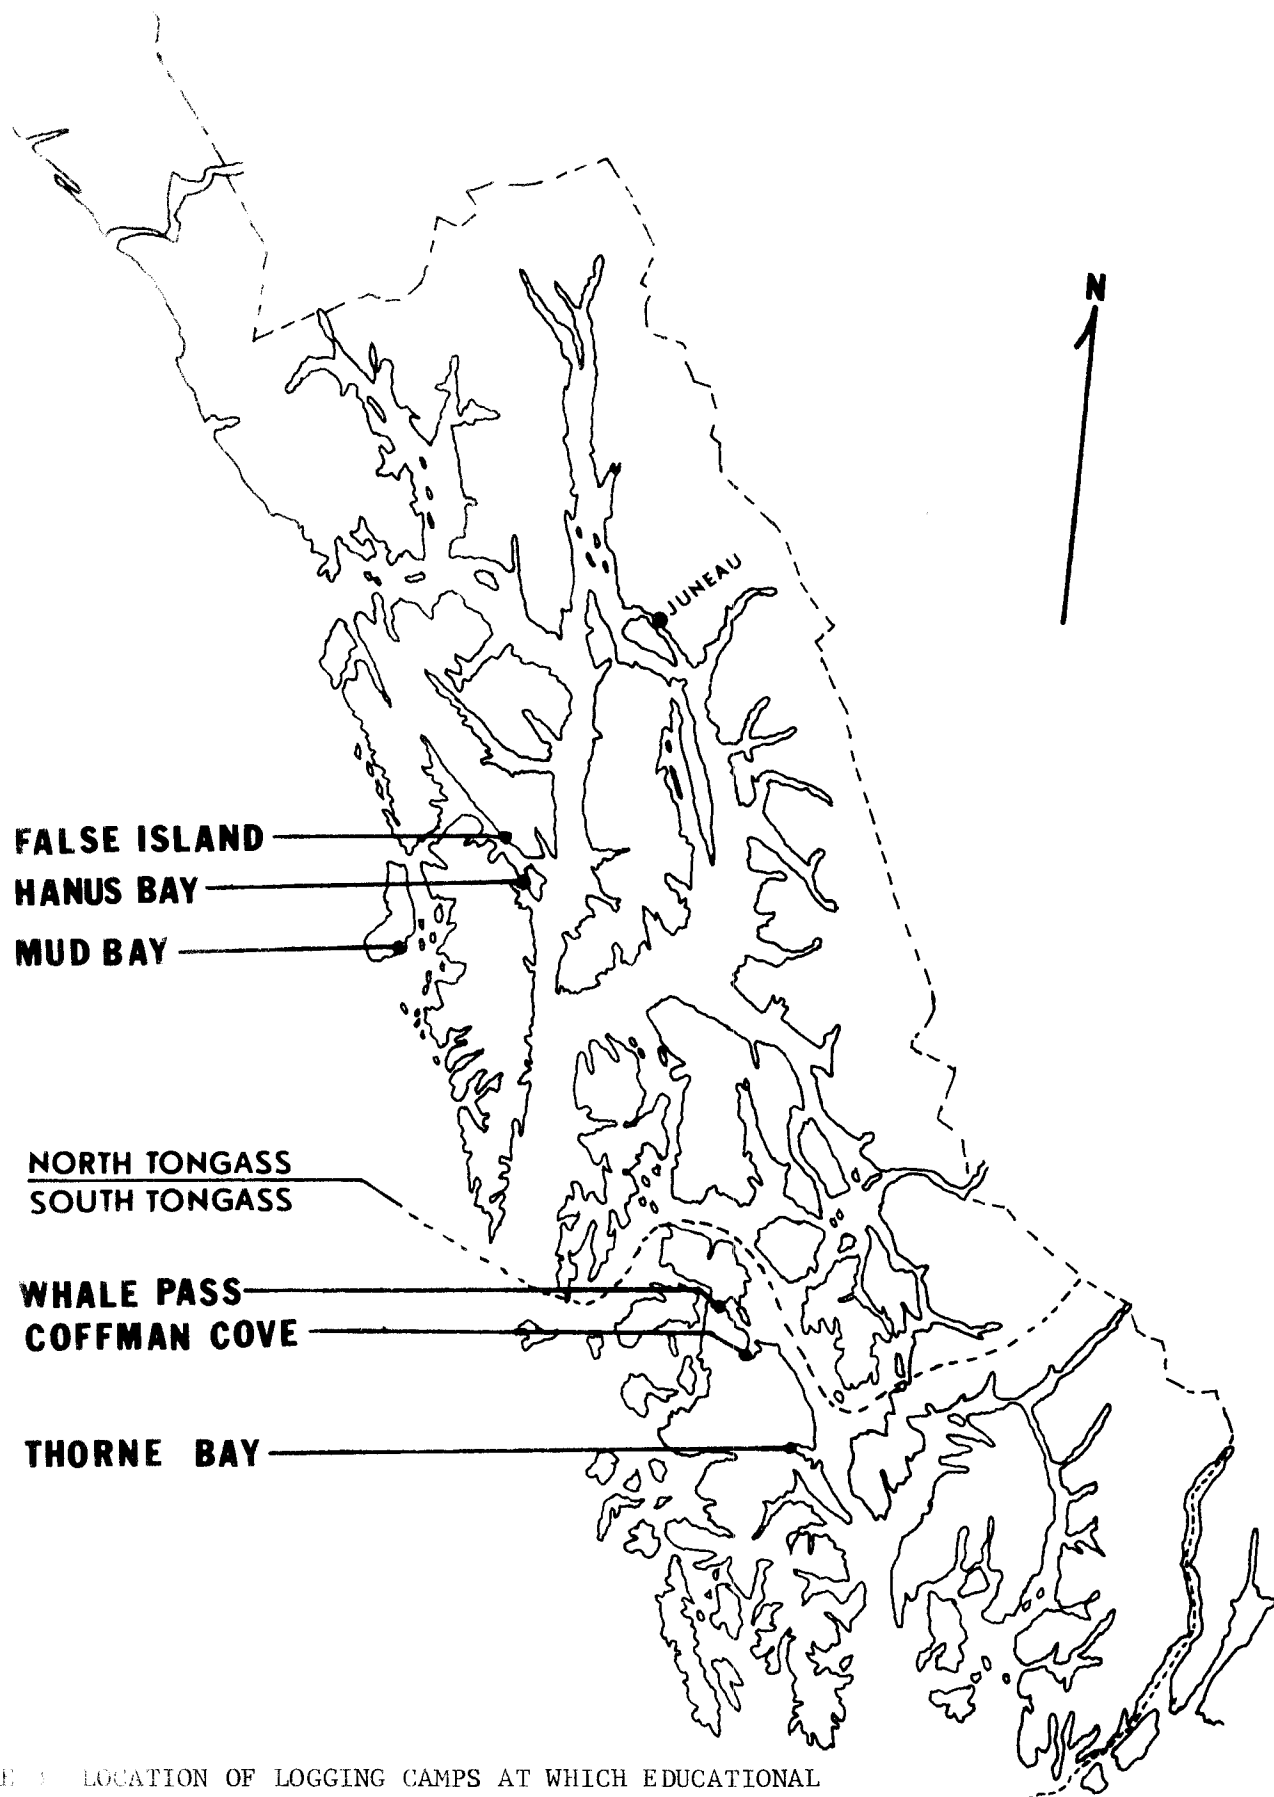 N
JUNEAU
FALSE ISLAND
HANUS BAY
MUD BAY
NORTH TONGASS
SOUTH TONGASS
WHALE PASS
COFFMAN COVE
THORNE BAY
LOCATION OF LOGGING CAMPS AT WHICH EDUCATIONAL